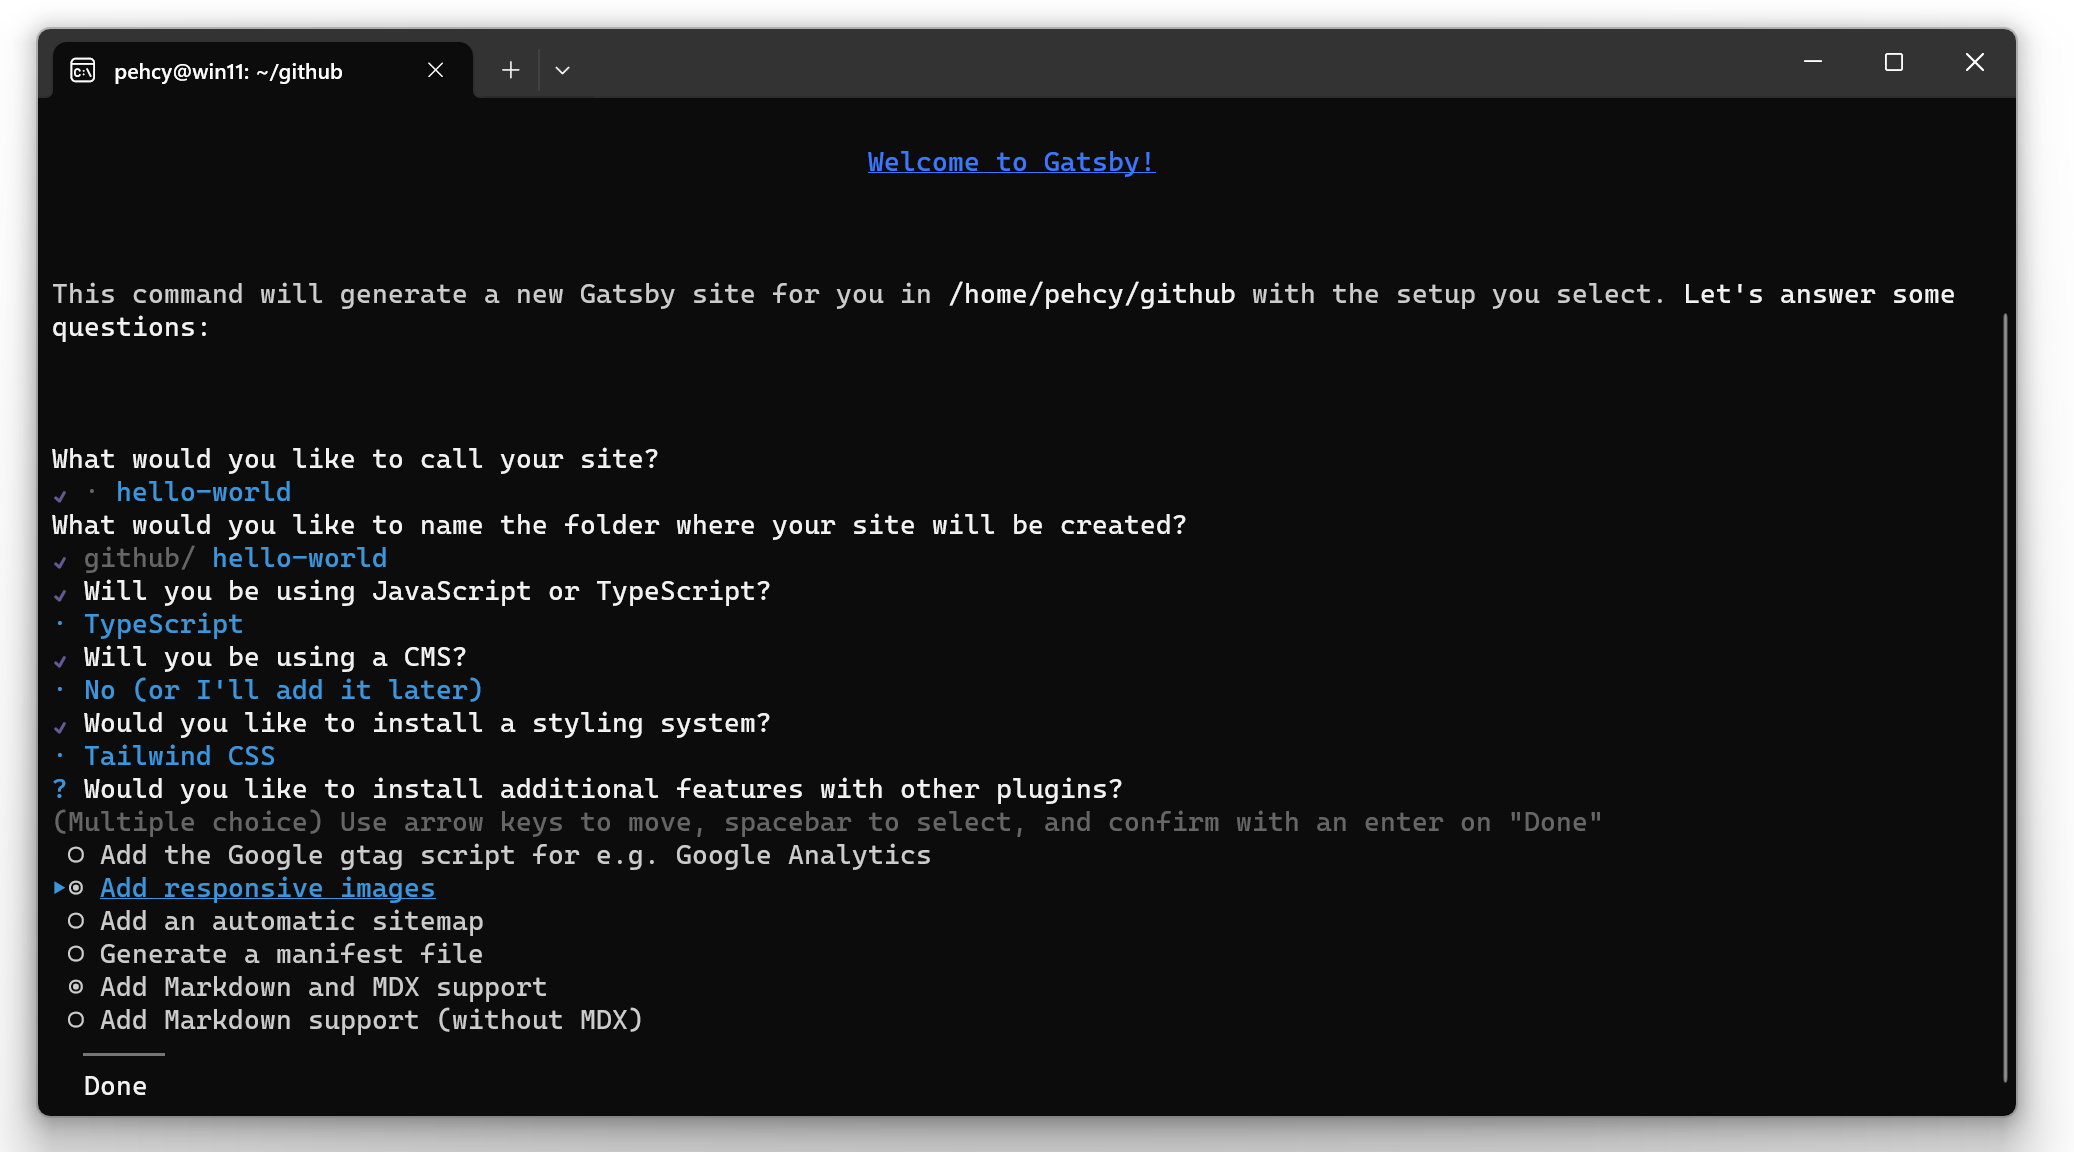 pehcy@win11: ~/github
Welcome to Gatsby!
This command will generate a new Gatsby site for you in /home/pehcy/github with the setup you select. Let's answer some
questions:
What would you like to call your site?
✔ · hello-world
What would you like to name the folder where your site will be created?
✔ github/ hello-world
✔ Will you be using JavaScript or TypeScript?
· TypeScript
✔ Will you be using a CMS?
· No (or I'll add it later)
✔ Would you like to install a styling system?
· Tailwind CSS
? Would you like to install additional features with other plugins?
(Multiple choice) Use arrow keys to move, spacebar to select, and confirm with an enter on "Done"
○ Add the Google gtag script for e.g. Google Analytics
▸◉ Add responsive images
○ Add an automatic sitemap
○ Generate a manifest file
◉ Add Markdown and MDX support
○ Add Markdown support (without MDX)
─────
Done